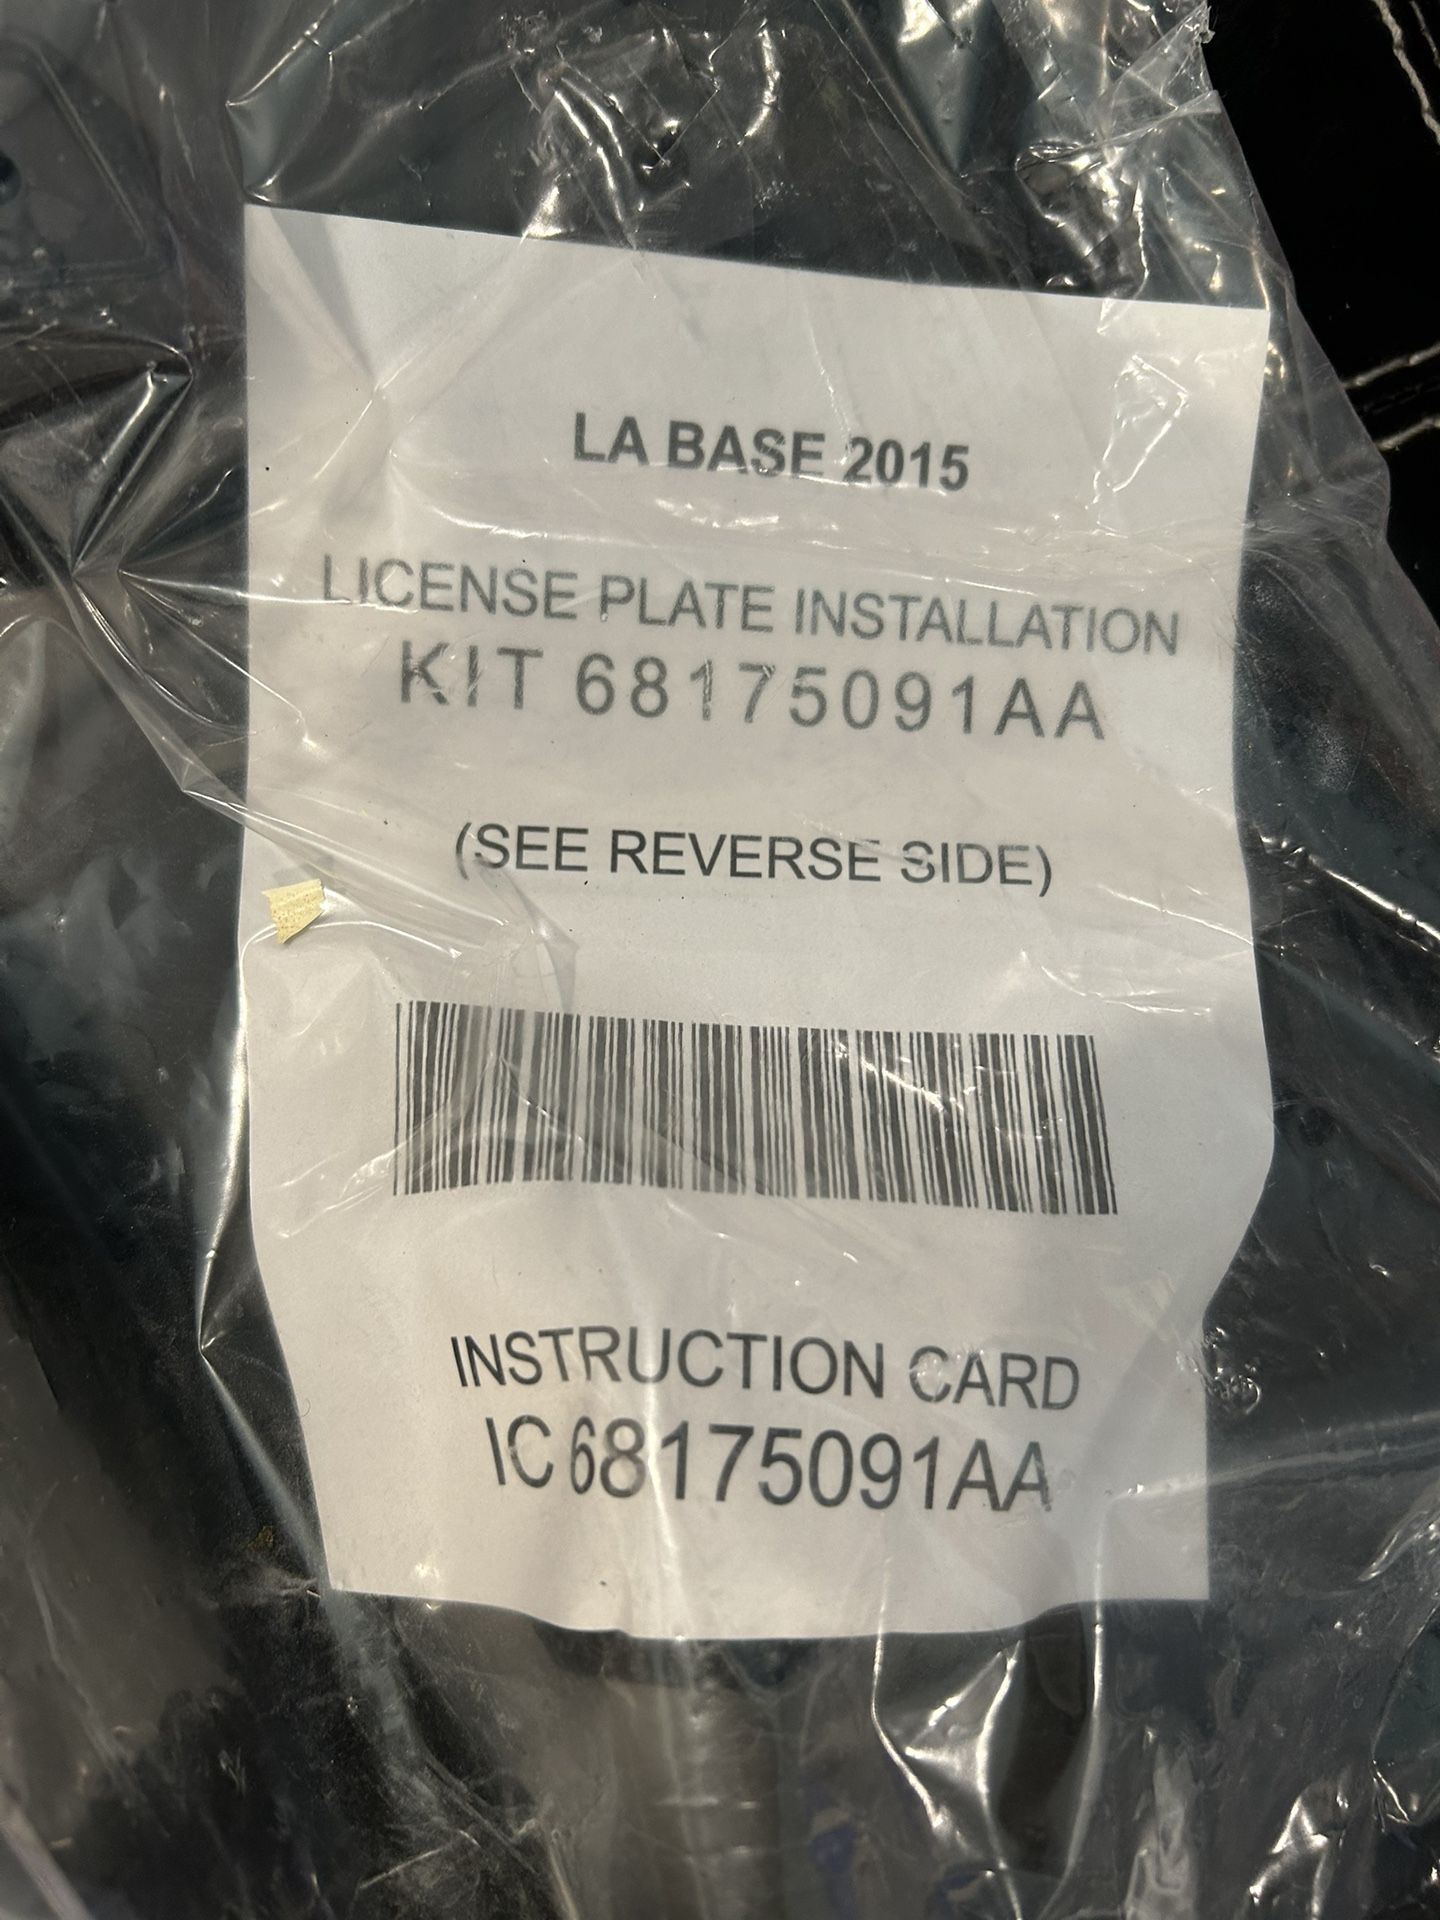 LA BASE 2015
LICENSE PLATE INSTALLATION
KIT 68175091AA
(SEE REVERSE SIDE)
INSTRUCTION CARD
IC 68175091AA